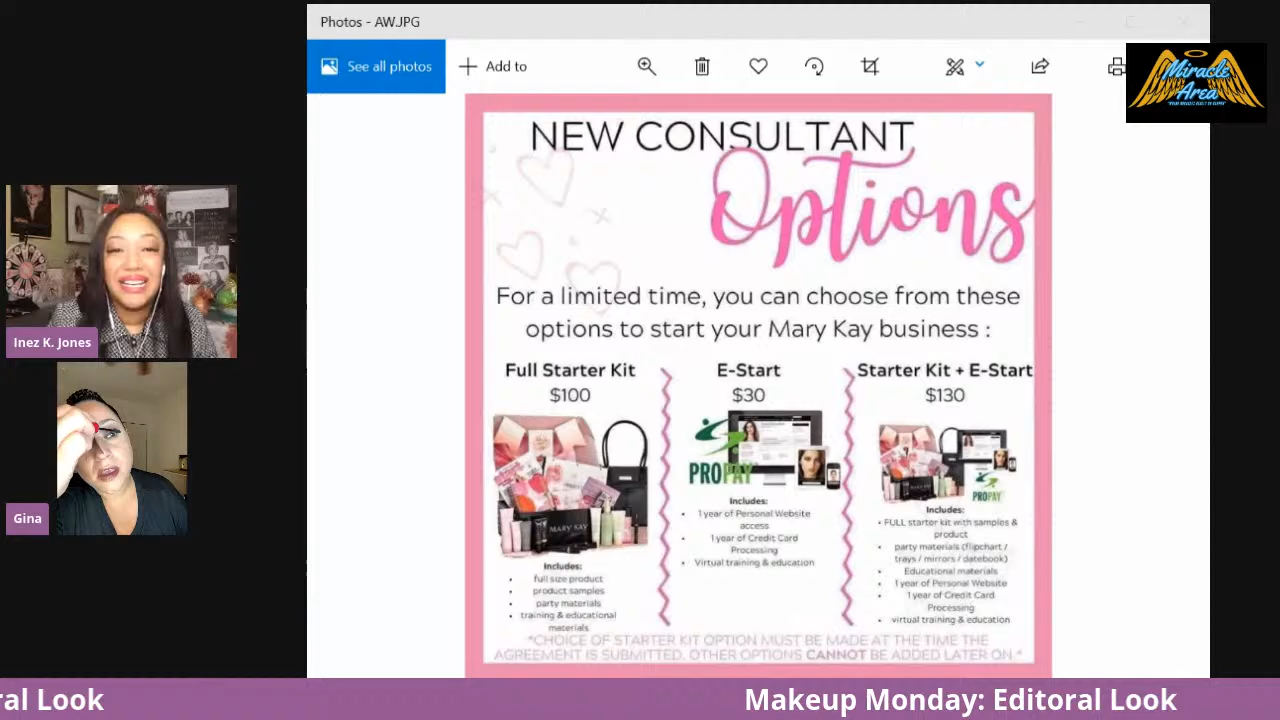 Photos - AW.JPG
See all photos
Add to
Miracle
Area
NEW CONSULTANT
Options
For a limited time, you can choose from these
options to start your Mary Kay business :
Full Starter Kit
$100
MARY KAY
Includes:
full size product
product samples
party materials
training & educational
materials
E-Start
$30
PROPAY
Includes:
1 year of Personal Website
access
1 year of Credit Card
Processing
Virtual training & education
Starter Kit + E-Start
$130
PROPAY
Includes:
FULL starter kit with samples &
product
party materials (flipchart /
trays / mirrors / datebook)
Educational materials
1 year of Personal Website
1 year of Credit Card
Processing
virtual training & education
*CHOICE OF STARTER KIT OPTION MUST BE MADE AT THE TIME THE
AGREEMENT IS SUBMITTED. OTHER OPTIONS CANNOT BE ADDED LATER ON.*
Inez K. Jones
Gina
ral Look
Makeup Monday: Editoral Look